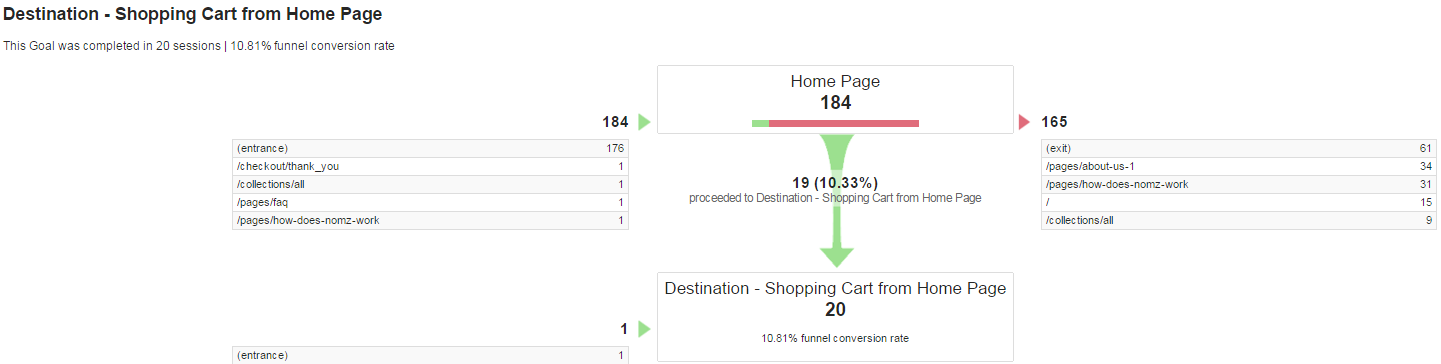 Destination - Shopping Cart from Home Page
This Goal was completed in 20 sessions | 10.81% funnel conversion rate
Home Page
184
184
165
(entrance) 176
/checkout/thank_you 1
/collections/all 1
/pages/faq 1
/pages/how-does-nomz-work 1
(exit) 61
/pages/about-us-1 34
/pages/how-does-nomz-work 31
/ 15
/collections/all 9
19 (10.33%)
proceeded to Destination - Shopping Cart from Home Page
Destination - Shopping Cart from Home Page
20
10.81% funnel conversion rate
1
(entrance) 1